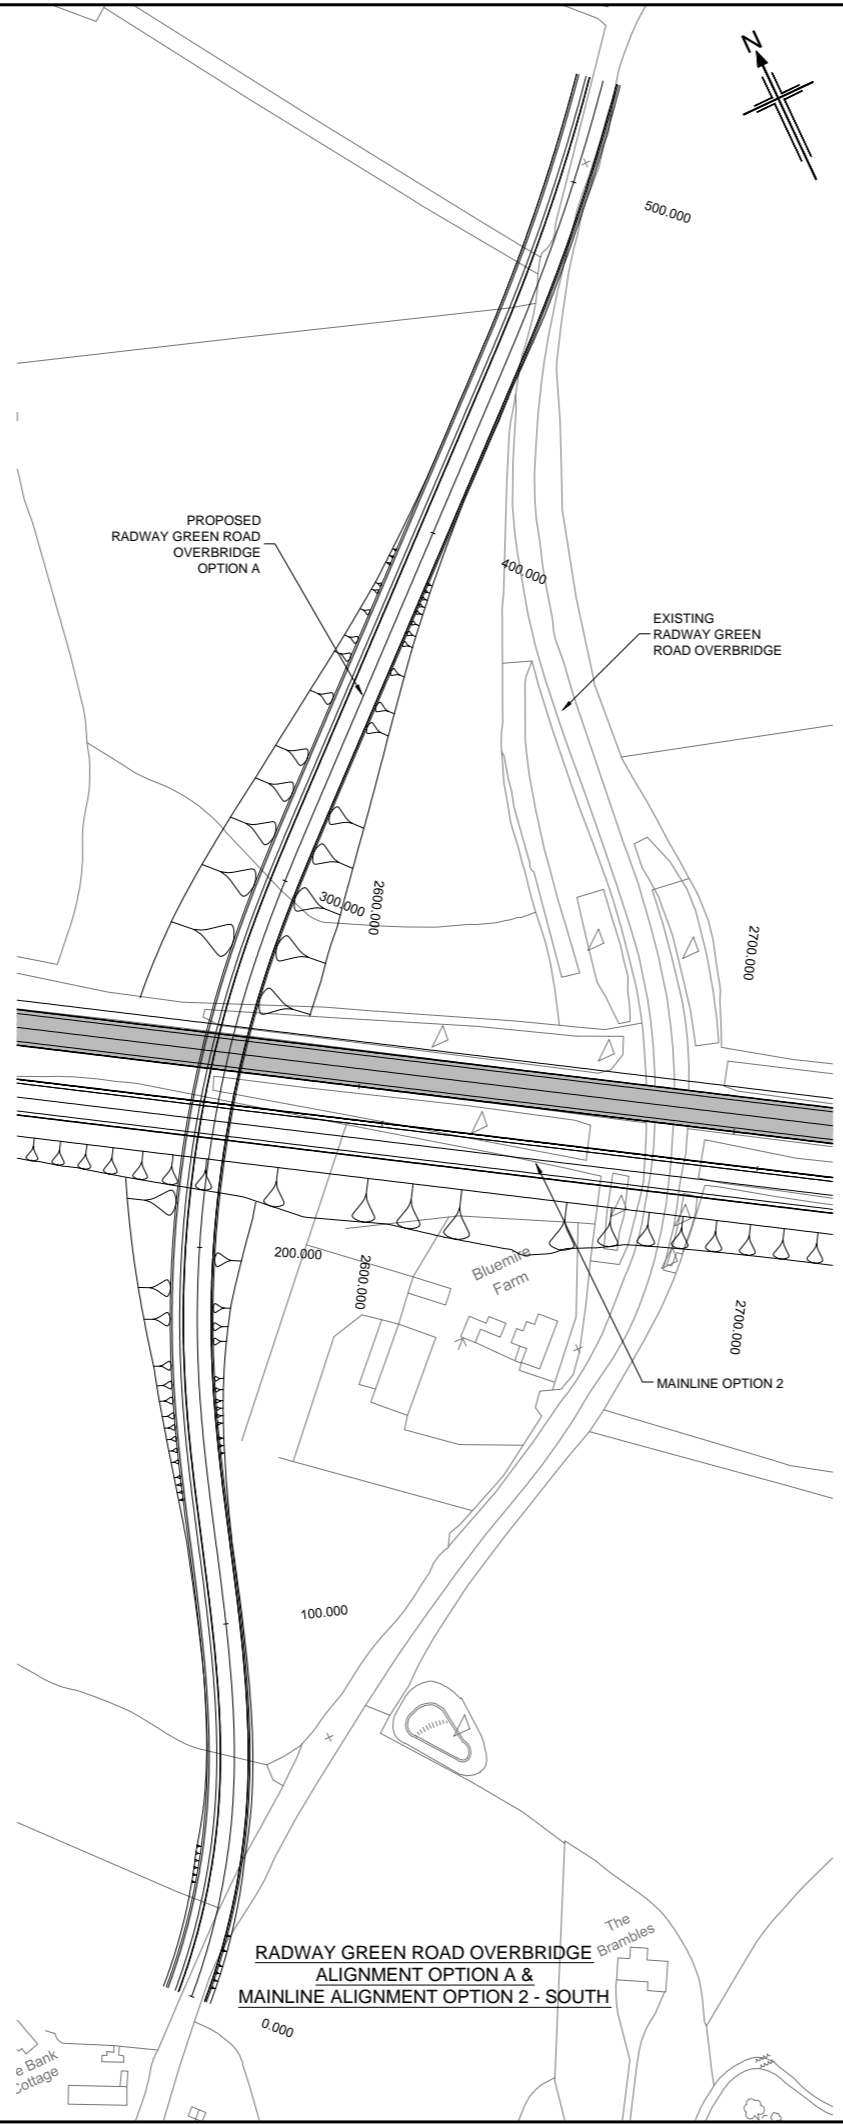 N
500.000
PROPOSED
RADWAY GREEN ROAD
OVERBRIDGE
OPTION A
400.000
EXISTING
RADWAY GREEN
ROAD OVERBRIDGE
300.000
2600.000
2700.000
200.000
2600.000
Bluemire
Farm
2700.000
MAINLINE OPTION 2
100.000
The
Brambles
RADWAY GREEN ROAD OVERBRIDGE
ALIGNMENT OPTION A &
MAINLINE ALIGNMENT OPTION 2 - SOUTH
0.000
e Bank
Cottage